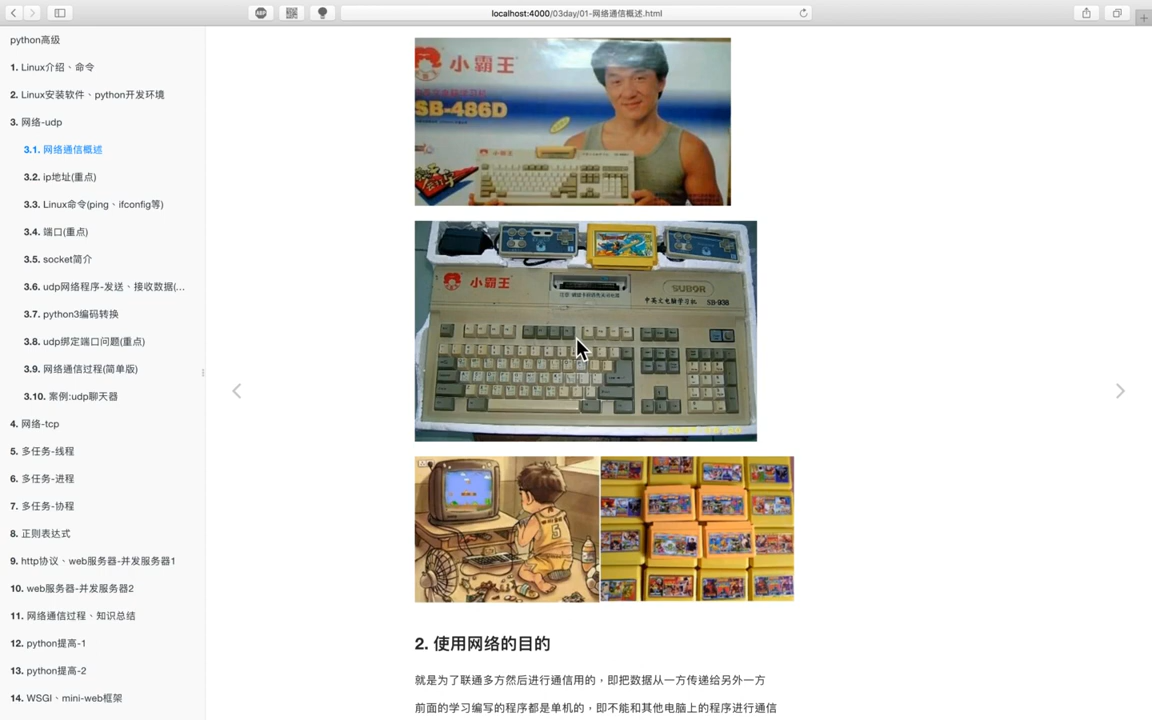 localhost:4000/03day/01-网络通信概述.html
ABP
python高级
1. Linux介绍、命令
2. Linux安装软件、python开发环境
3. 网络-udp
3.1. 网络通信概述
3.2. ip地址(重点)
3.3. Linux命令(ping、ifconfig等)
3.4. 端口(重点)
3.5. socket简介
3.6. udp网络程序-发送、接收数据(...
3.7. python3编码转换
3.8. udp绑定端口问题(重点)
3.9. 网络通信过程(简单版)
3.10. 案例:udp聊天器
4. 网络-tcp
5. 多任务-线程
6. 多任务-进程
7. 多任务-协程
8. 正则表达式
9. http协议、web服务器-并发服务器1
10. web服务器-并发服务器2
11. 网络通信过程、知识总结
12. python提高-1
13. python提高-2
14. WSGI、mini-web框架
小霸王
SB-486D
小霸王
小霸王
SUBOR
中英文电脑学习机 SB-93B
5
2. 使用网络的目的
就是为了联通多方然后进行通信用的，即把数据从一方传递给另外一方
前面的学习编写的程序都是单机的，即不能和其他电脑上的程序进行通信